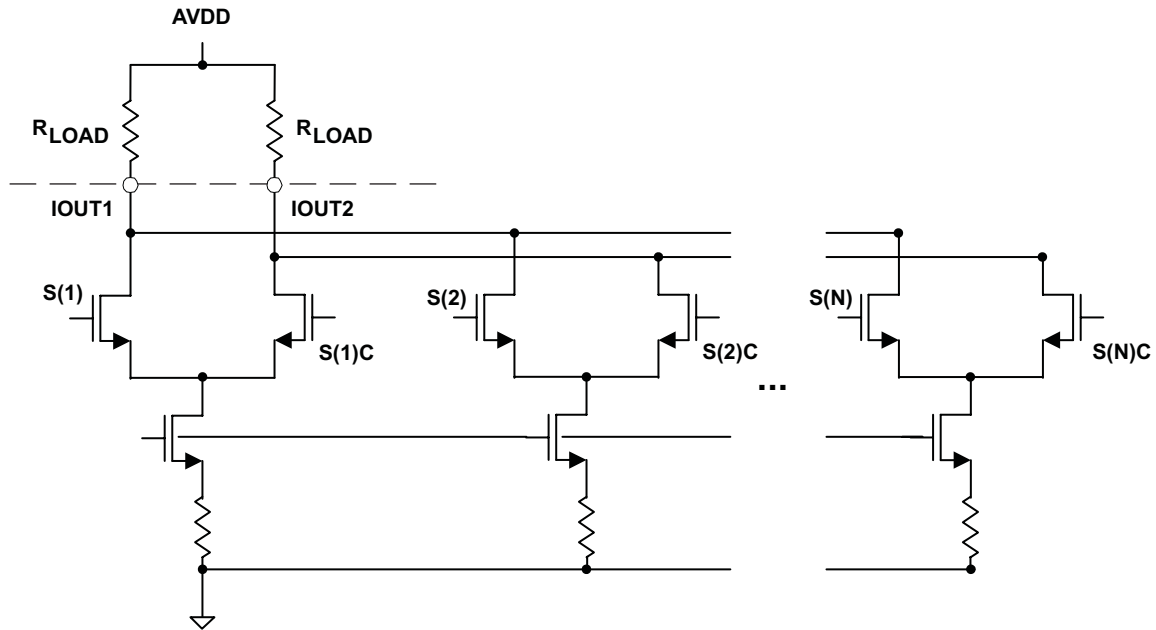 AVDD
RLOAD RLOAD
IOUT1 IOUT2
S(1) S(2) S(N)
S(1)C S(2)C S(N)C
...